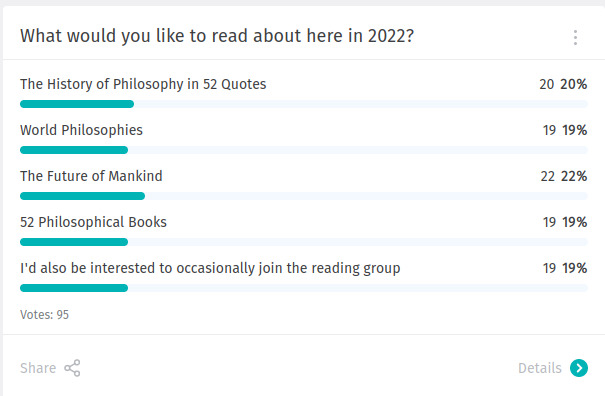 What would you like to read about here in 2022?
The History of Philosophy in 52 Quotes 20 20%
World Philosophies 19 19%
The Future of Mankind 22 22%
52 Philosophical Books 19 19%
I'd also be interested to occasionally join the reading group 19 19%
Votes: 95
Share Details